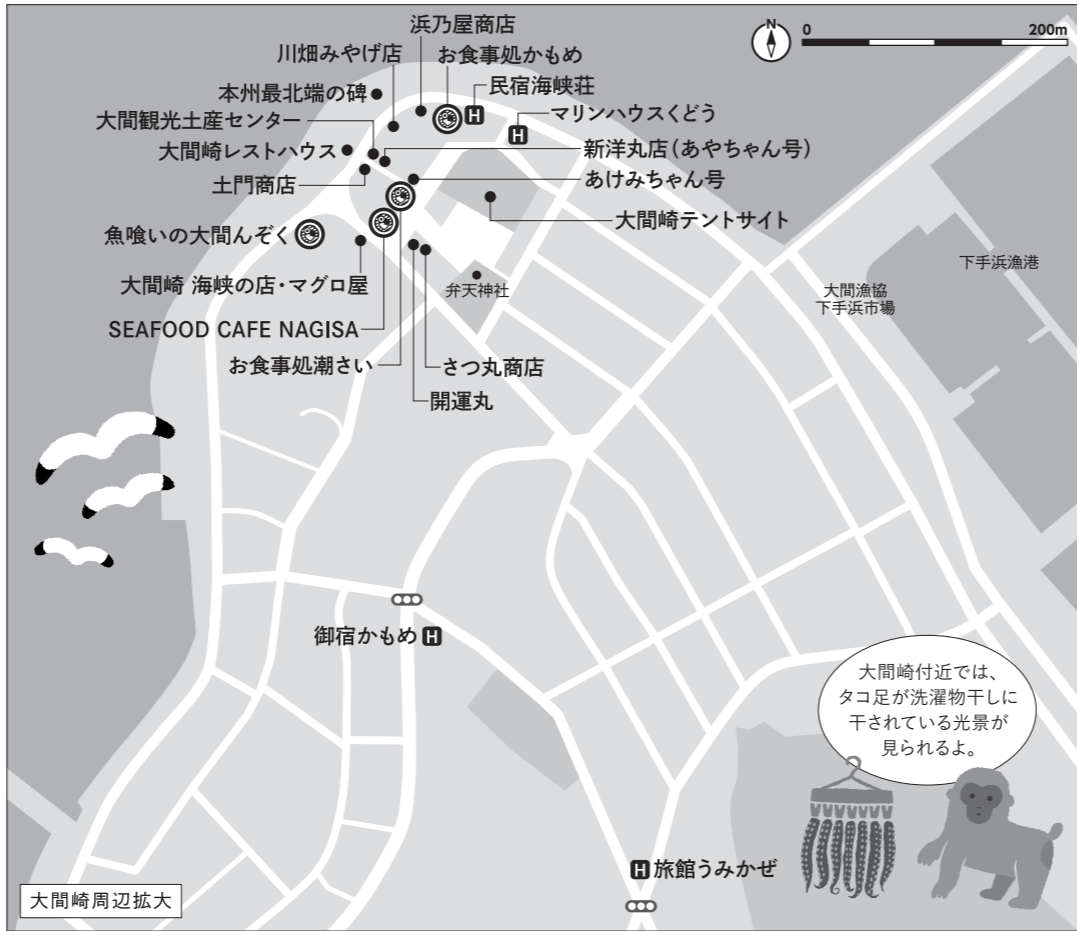 浜乃屋商店
川畑みやげ店
お食事処かもめ
N
0
200m
本州最北端の碑
民宿海峡荘
H
大間観光土産センター
マリンハウスくどう
H
大間崎レストハウス
新洋丸店(あやちゃん号)
土門商店
あけみちゃん号
大間崎テントサイト
魚喰いの大間んぞく
大間崎 海峡の店・マグロ屋
弁天神社
下手浜漁港
大間漁協
下手浜市場
SEAFOOD CAFE NAGISA
お食事処潮さい
さつ丸商店
開運丸
御宿かもめ H
大間崎付近では、
タコ足が洗濯物干しに
干されている光景が
見られるよ。
H 旅館うみかぜ
大間崎周辺拡大